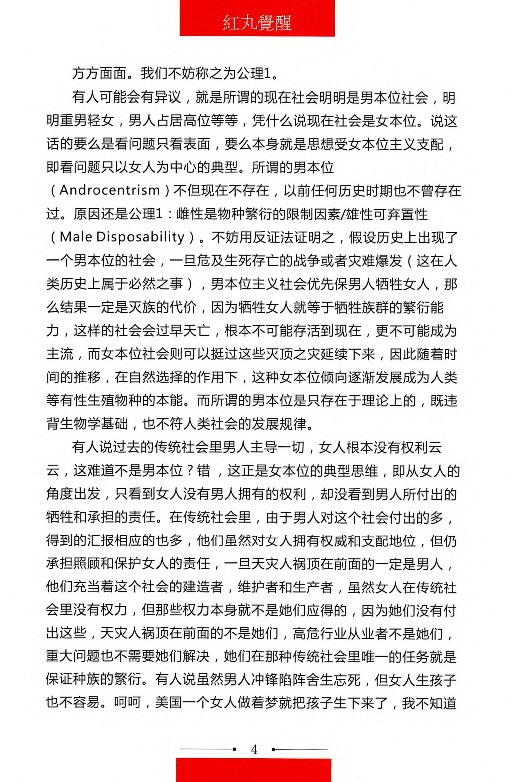 紅丸覺醒
方方面面。我们不妨称之为公理1。
有人可能会有异议，就是所谓的现在社会明明是男本位社会，明
明重男轻女，男人占居高位等等，凭什么说现在社会是女本位。说这
话的要么是看问题只看表面，要么本身就是思想受女本位主义支配，
即看问题只以女人为中心的典型。所谓的男本位
（Androcentrism）不但现在不存在，以前任何历史时期也不曾存在
过。原因还是公理1：雌性是物种繁衍的限制因素/雄性可弃置性
（Male Disposability）。不妨用反证法证明之，假设历史上出现了
一个男本位的社会，一旦危及生死存亡的战争或者灾难爆发（这在人
类历史上属于必然之事），男本位主义社会优先保男人牺牲女人，那
么结果一定是灭族的代价，因为牺牲女人就等于牺牲族群的繁衍能
力，这样的社会会过早夭亡，根本不可能存活到现在，更不可能成为
主流，而女本位社会则可以挺过这些灭顶之灾延续下来，因此随着时
间的推移，在自然选择的作用下，这种女本位倾向逐渐发展成为人类
等有性生殖物种的本能。而所谓的男本位是只存在于理论上的，既违
背生物学基础，也不符人类社会的发展规律。
有人说过去的传统社会里男人主导一切，女人根本没有权利云
云，这难道不是男本位？错，这正是女本位的典型思维，即从女人的
角度出发，只看到女人没有男人拥有的权利，却没看到男人所付出的
牺牲和承担的责任。在传统社会里，由于男人对这个社会付出的多，
得到的汇报相应的也多，他们虽然对女人拥有权威和支配地位，但仍
承担照顾和保护女人的责任，一旦天灾人祸顶在前面的一定是男人，
他们充当着这个社会的建造者，维护者和生产者，虽然女人在传统社
会里没有权力，但那些权力本身就不是她们应得的，因为她们没有付
出这些，天灾人祸顶在前面的不是她们，高危行业从业者不是她们，
重大问题也不需要她们解决，她们在那种传统社会里唯一的任务就是
保证种族的繁衍。有人说虽然男人冲锋陷阵舍生忘死，但女人生孩子
也不容易。呵呵，美国一个女人做着梦就把孩子生下来了，我不知道
4